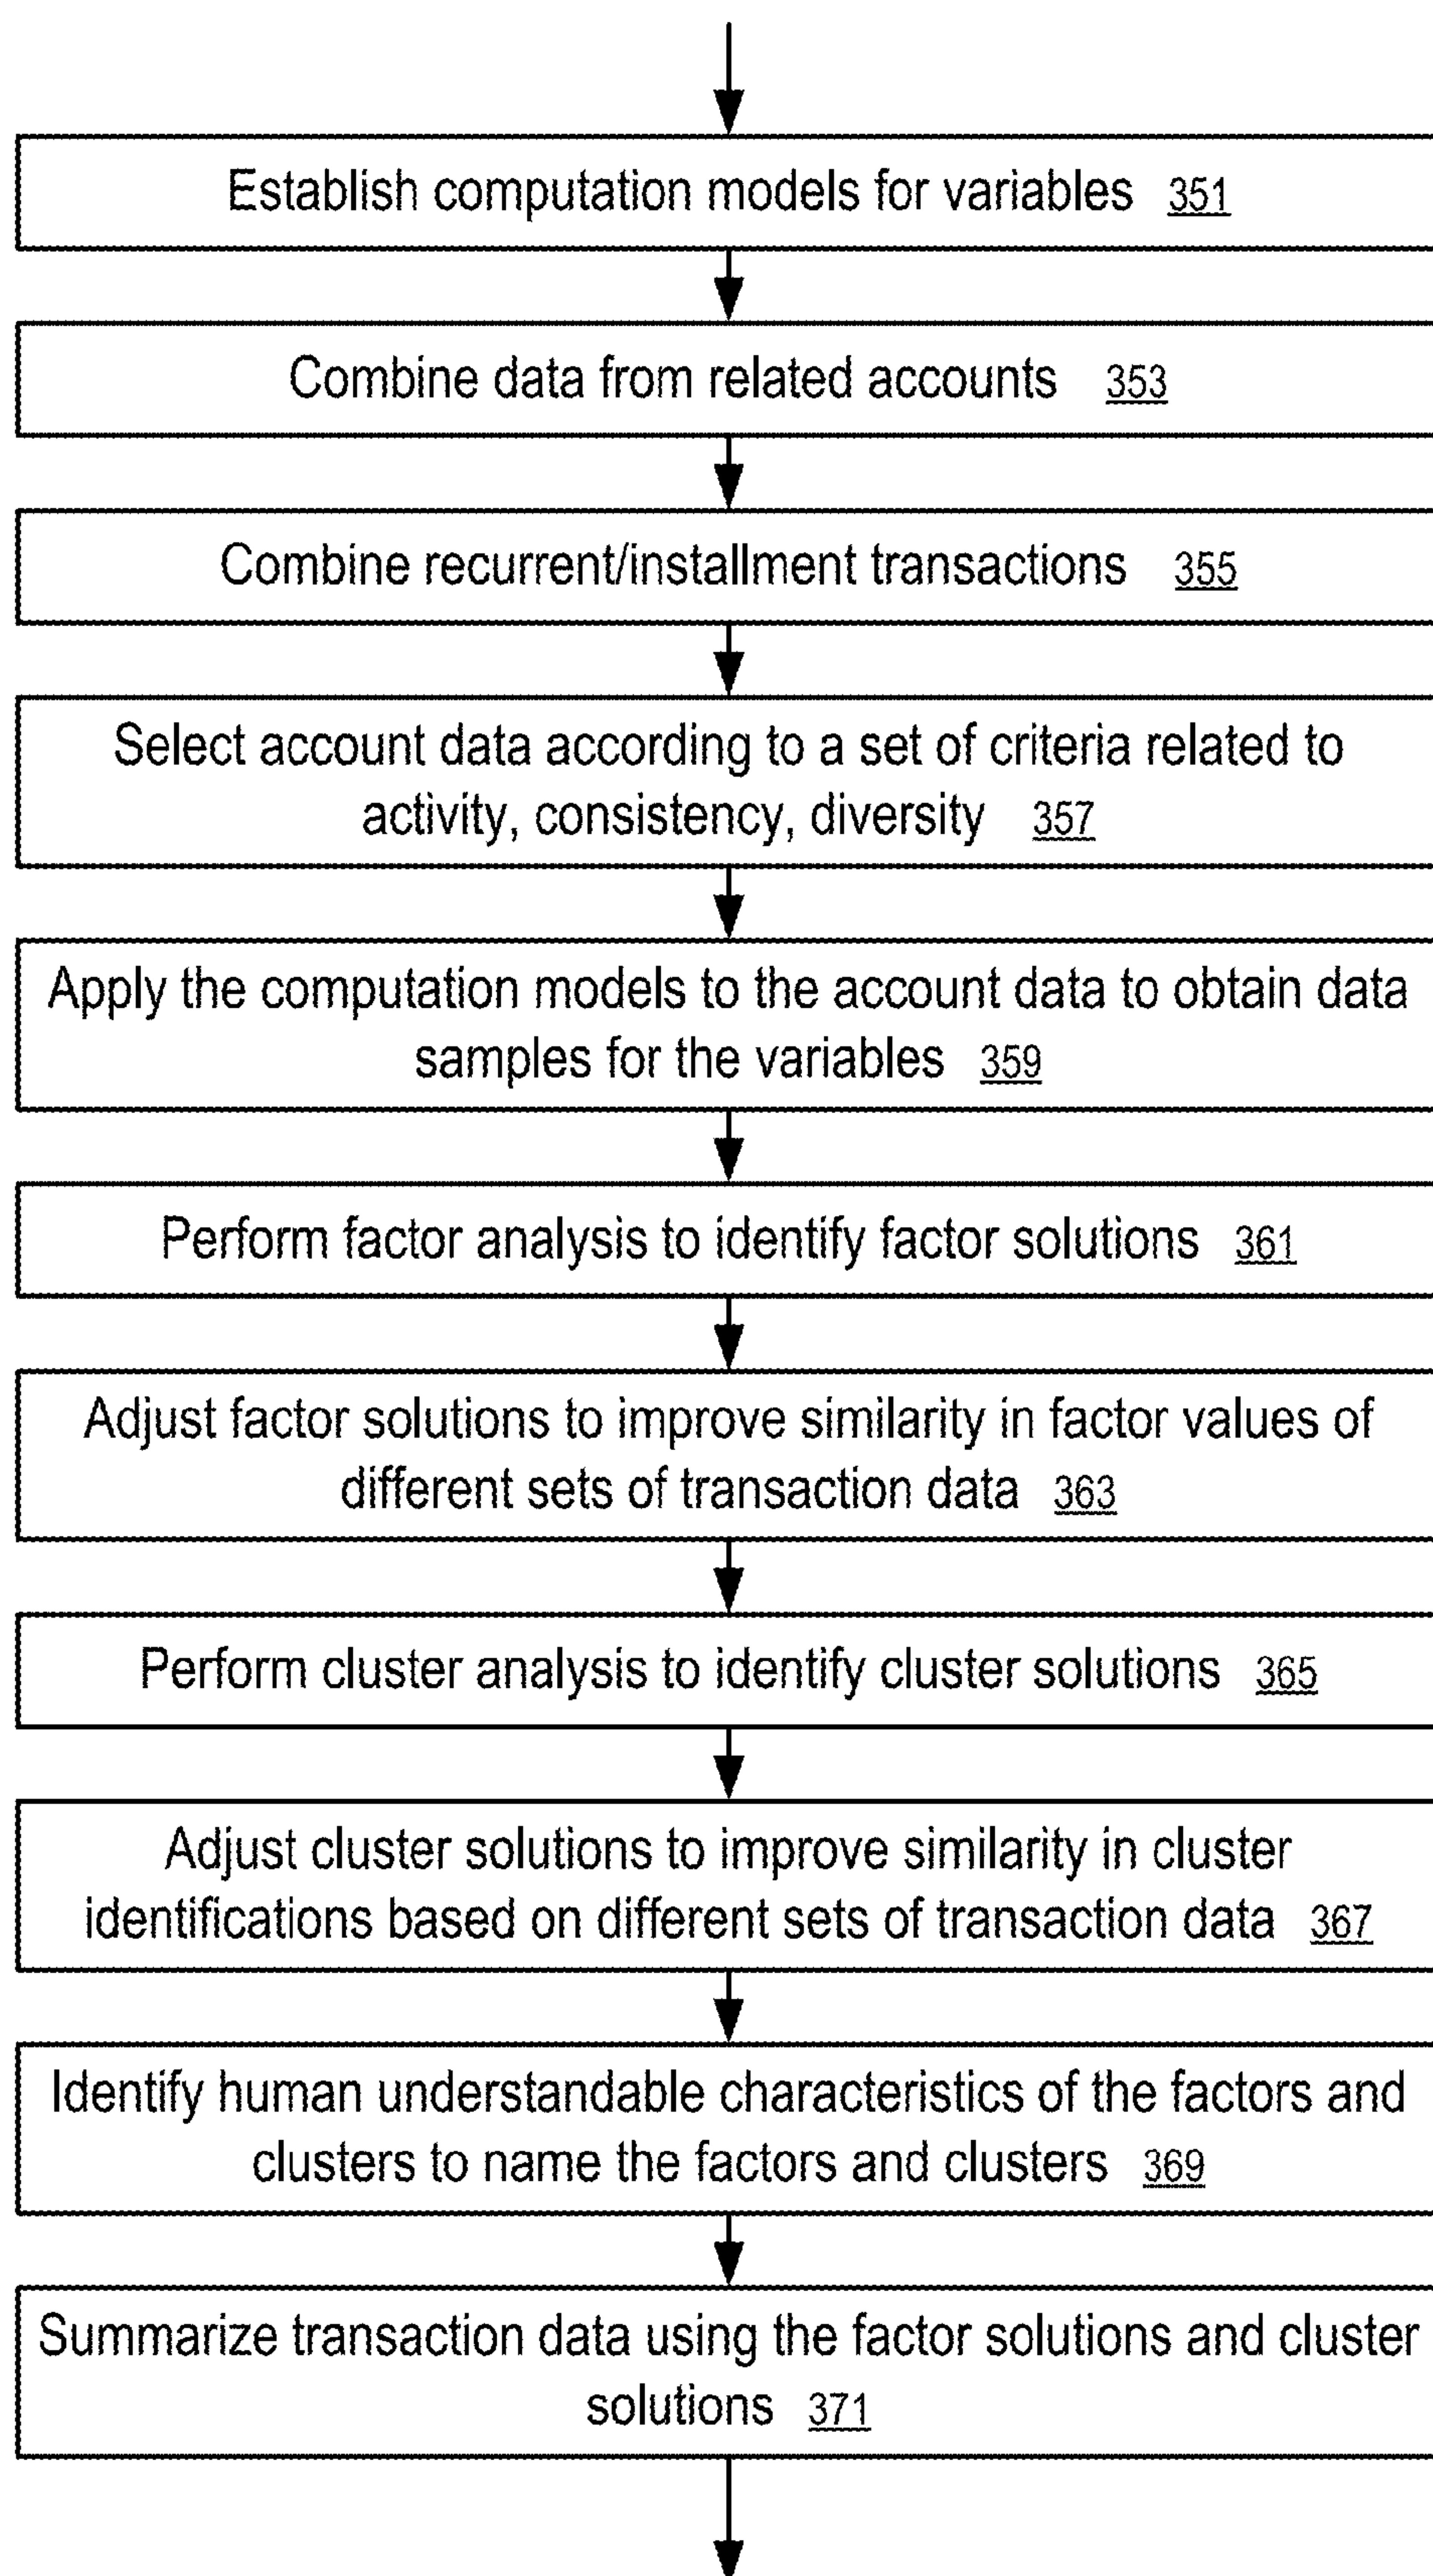 Establish computation models for variables 351
Combine data from related accounts 353
Combine recurrent/installment transactions 355
Select account data according to a set of criteria related to
activity, consistency, diversity 357
Apply the computation models to the account data to obtain data
samples for the variables 359
Perform factor analysis to identify factor solutions 361
Adjust factor solutions to improve similarity in factor values of
different sets of transaction data 363
Perform cluster analysis to identify cluster solutions 365
Adjust cluster solutions to improve similarity in cluster
identifications based on different sets of transaction data 367
Identify human understandable characteristics of the factors and
clusters to name the factors and clusters 369
Summarize transaction data using the factor solutions and cluster
solutions 371